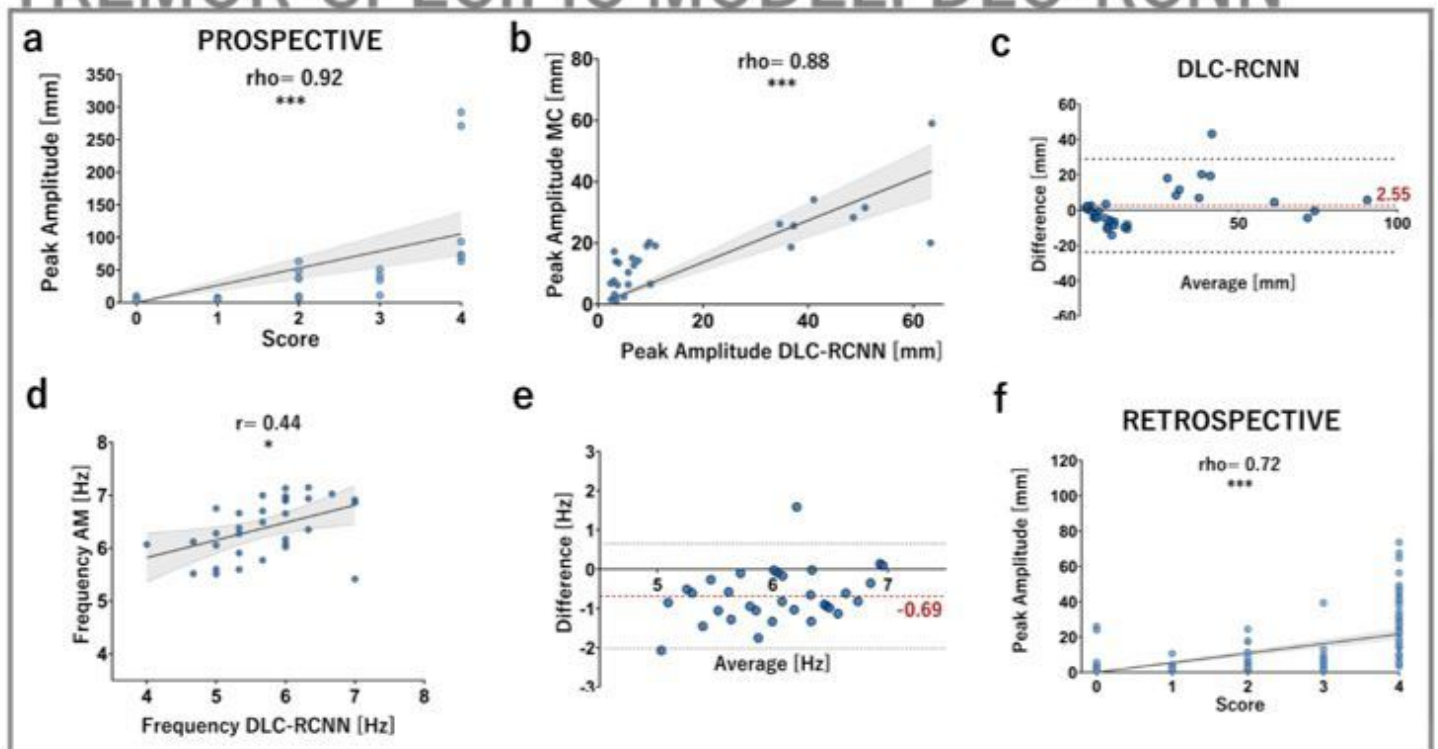 TREMOR-SPECIFIC MODEL: DLC-RCNN
a
PROSPECTIVE
rho= 0.92
***
Peak Amplitude [mm]
350
300
250
200
150
100
50
0
0 1 2 3 4
Score
b
rho= 0.88
***
Peak Amplitude MC [mm]
80
60
40
20
0
0 20 40 60
Peak Amplitude DLC-RCNN [mm]
c
DLC-RCNN
Difference [mm]
60
40
20
0
-20
-40
-60
2.55
50 100
Average [mm]
d
r= 0.44
*
Frequency AM [Hz]
8
7
6
5
4
4 5 6 7 8
Frequency DLC-RCNN [Hz]
e
Difference [Hz]
3
2
1
0
-1
-2
-3
5 6 7
-0.69
Average [Hz]
f
RETROSPECTIVE
rho= 0.72
***
Peak Amplitude [mm]
120
100
80
60
40
20
0
0 1 2 3 4
Score